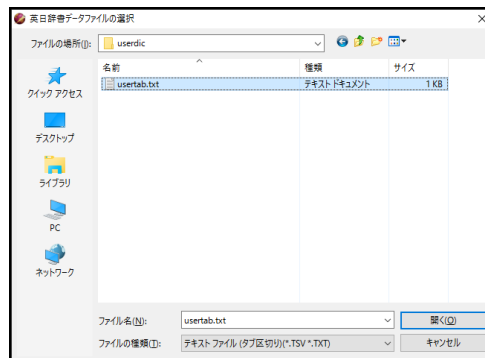 英日辞書データファイルの選択
ファイルの場所(I): userdic
名前 種類 サイズ
usertab.txt テキスト ドキュメント 1 KB
クイック アクセス
デスクトップ
ライブラリ
PC
ネットワーク
ファイル名(N): usertab.txt 開く(O)
ファイルの種類(T): テキスト ファイル (タブ区切り)(*.TSV *.TXT) キャンセル